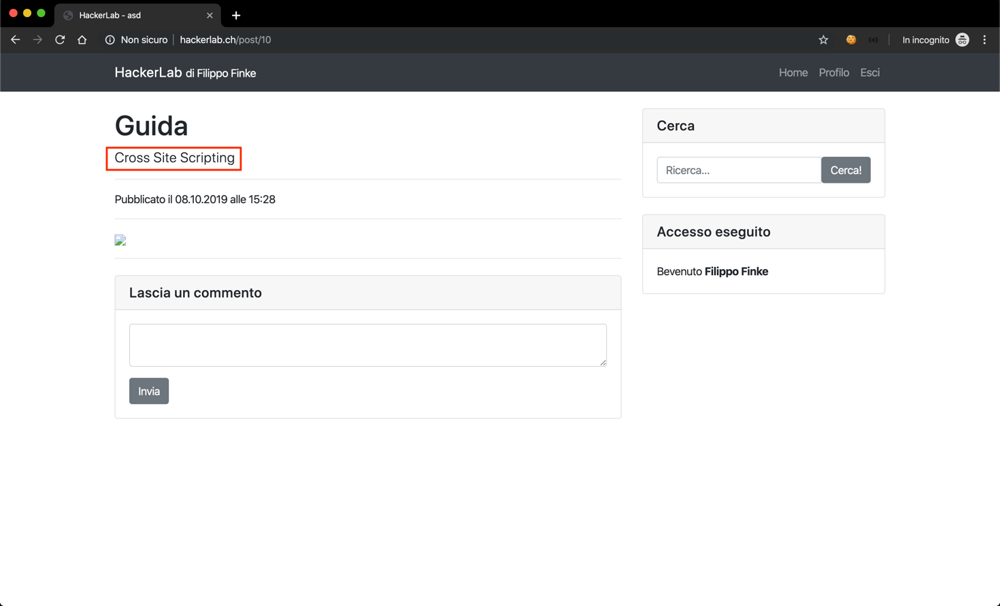 HackerLab - asd
Non sicuro
hackerlab.ch/post/10
In incognito
HackerLab di Filippo Finke
Home Profilo Esci
Guida
Cross Site Scripting
Pubblicato il 08.10.2019 alle 15:28
Lascia un commento
Invia
Cerca
Ricerca...
Cerca!
Accesso eseguito
Bevenuto Filippo Finke